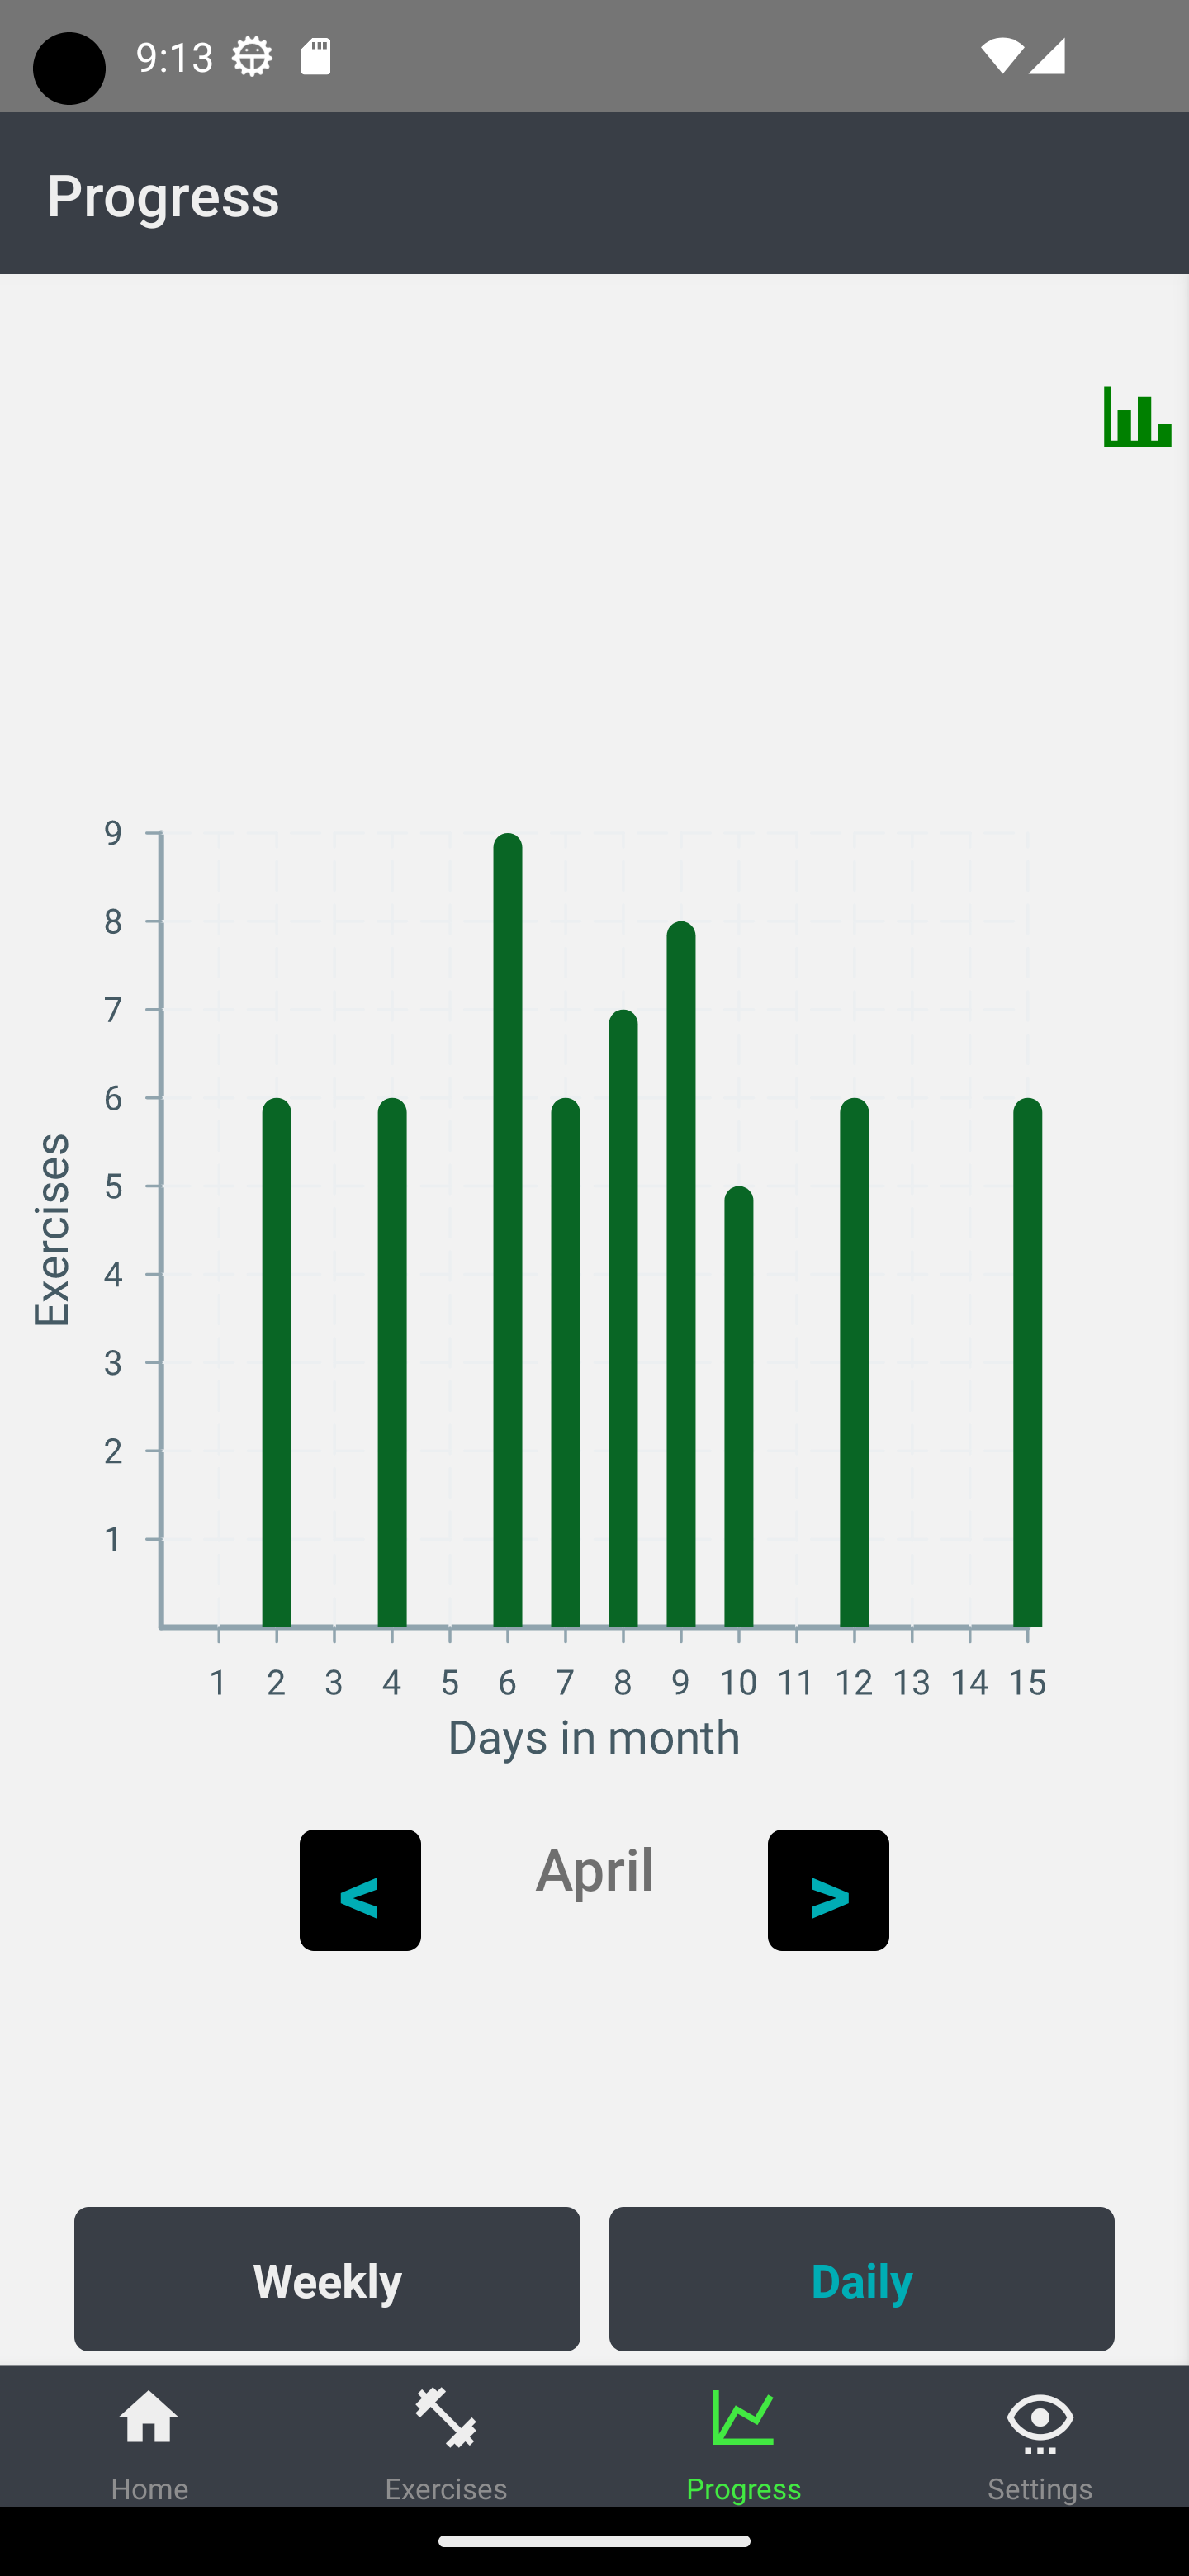 9:13
Progress
9
8
7
6
5
4
3
2
1
Exercises
1 2 3 4 5 6 7 8 9 10 11 12 13 14 15
Days in month
< April >
Weekly Daily
Home Exercises Progress Settings